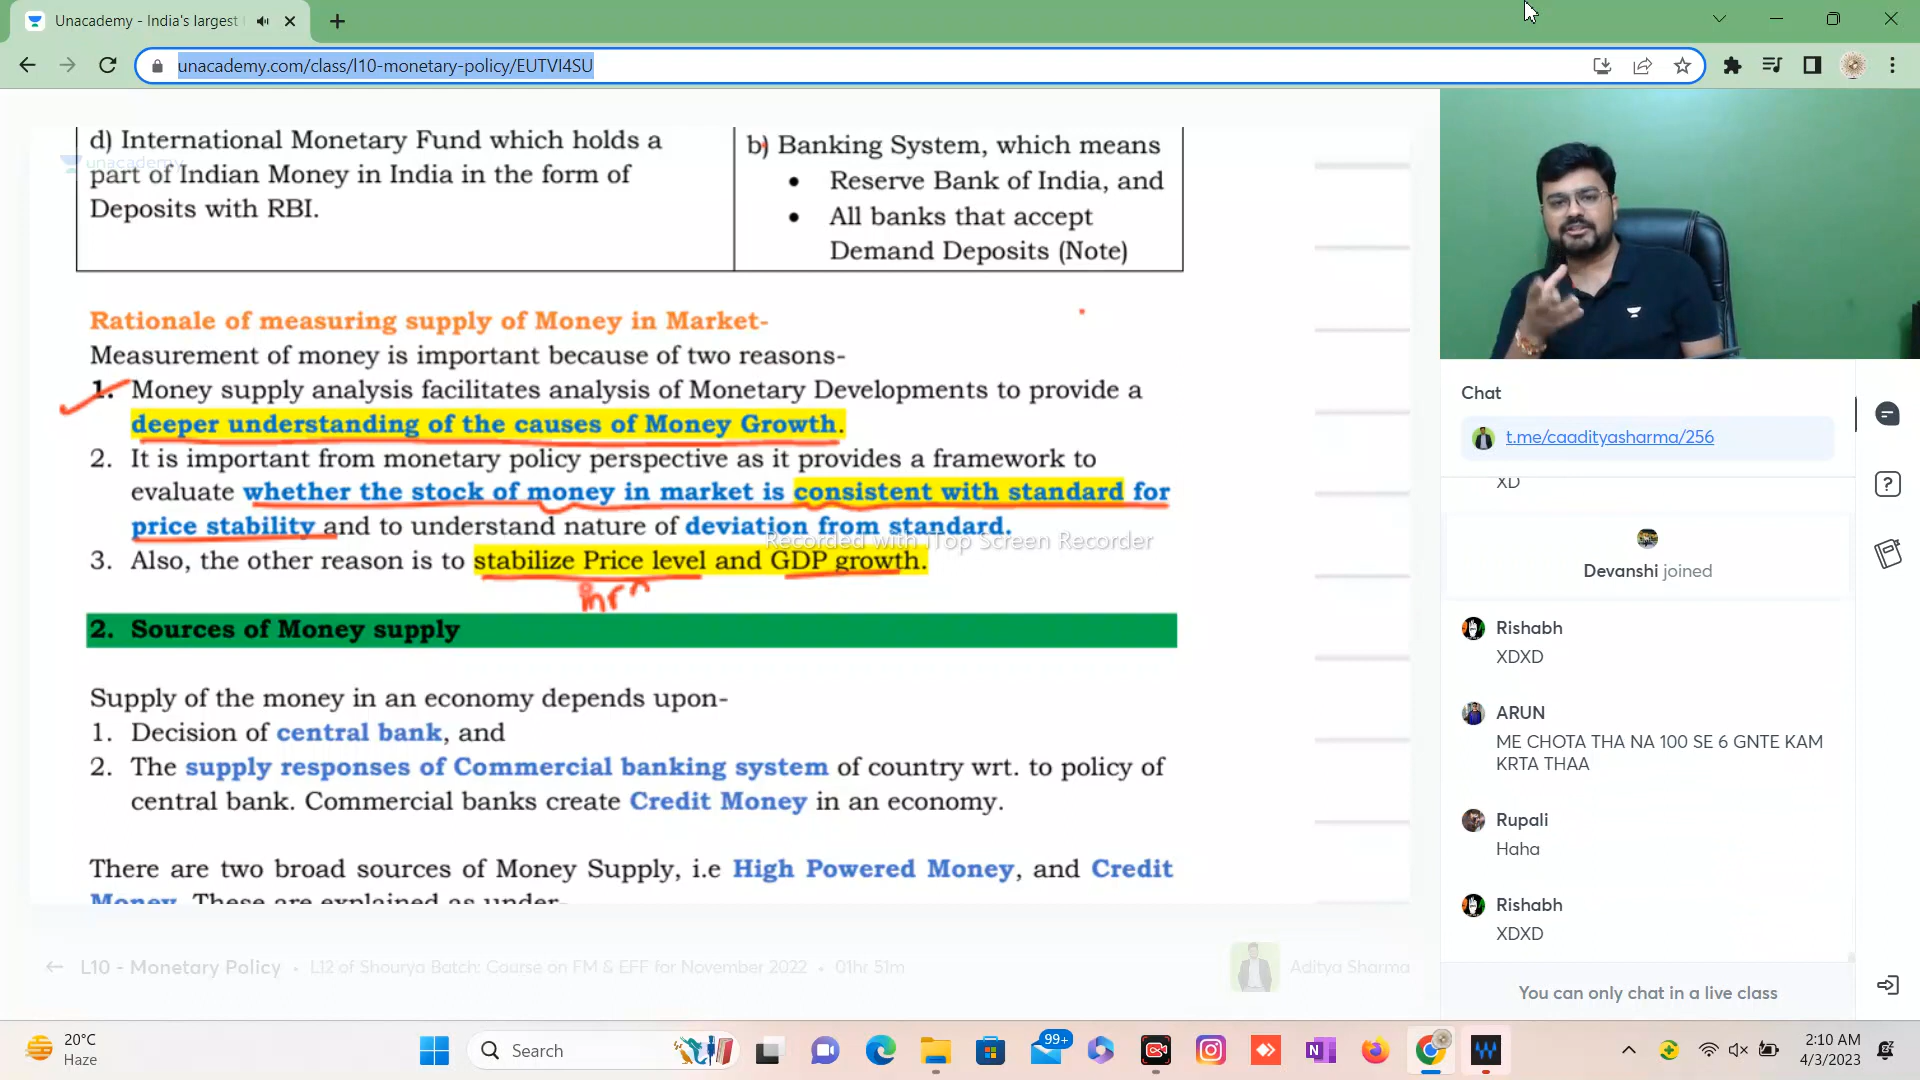 Unacademy - India's largest
unacademy.com/class/l10-monetary-policy/EUTVI4SU
unacademy
d) International Monetary Fund which holds a
part of Indian Money in India in the form of
Deposits with RBI.
b) Banking System, which means
• Reserve Bank of India, and
• All banks that accept
Demand Deposits (Note)
Rationale of measuring supply of Money in Market-
Measurement of money is important because of two reasons-
1. Money supply analysis facilitates analysis of Monetary Developments to provide a
deeper understanding of the causes of Money Growth.
2. It is important from monetary policy perspective as it provides a framework to
evaluate whether the stock of money in market is consistent with standard for
price stability and to understand nature of deviation from standard.
Recorded with iTop Screen Recorder
3. Also, the other reason is to stabilize Price level and GDP growth.
2. Sources of Money supply
Supply of the money in an economy depends upon-
1. Decision of central bank, and
2. The supply responses of Commercial banking system of country wrt. to policy of
central bank. Commercial banks create Credit Money in an economy.
There are two broad sources of Money Supply, i.e High Powered Money, and Credit
Money. These are explained as under-
L10 - Monetary Policy • L12 of Shourya Batch: Course on FM & EFF for November 2022 • 01hr 51m
Aditya Sharma
Chat
t.me/caadityasharma/256
XD
Devanshi joined
Rishabh
XDXD
ARUN
ME CHOTA THA NA 100 SE 6 GNTE KAM
KRTA THAA
Rupali
Haha
Rishabh
XDXD
You can only chat in a live class
20°C
Haze
Search
99+
2:10 AM
4/3/2023